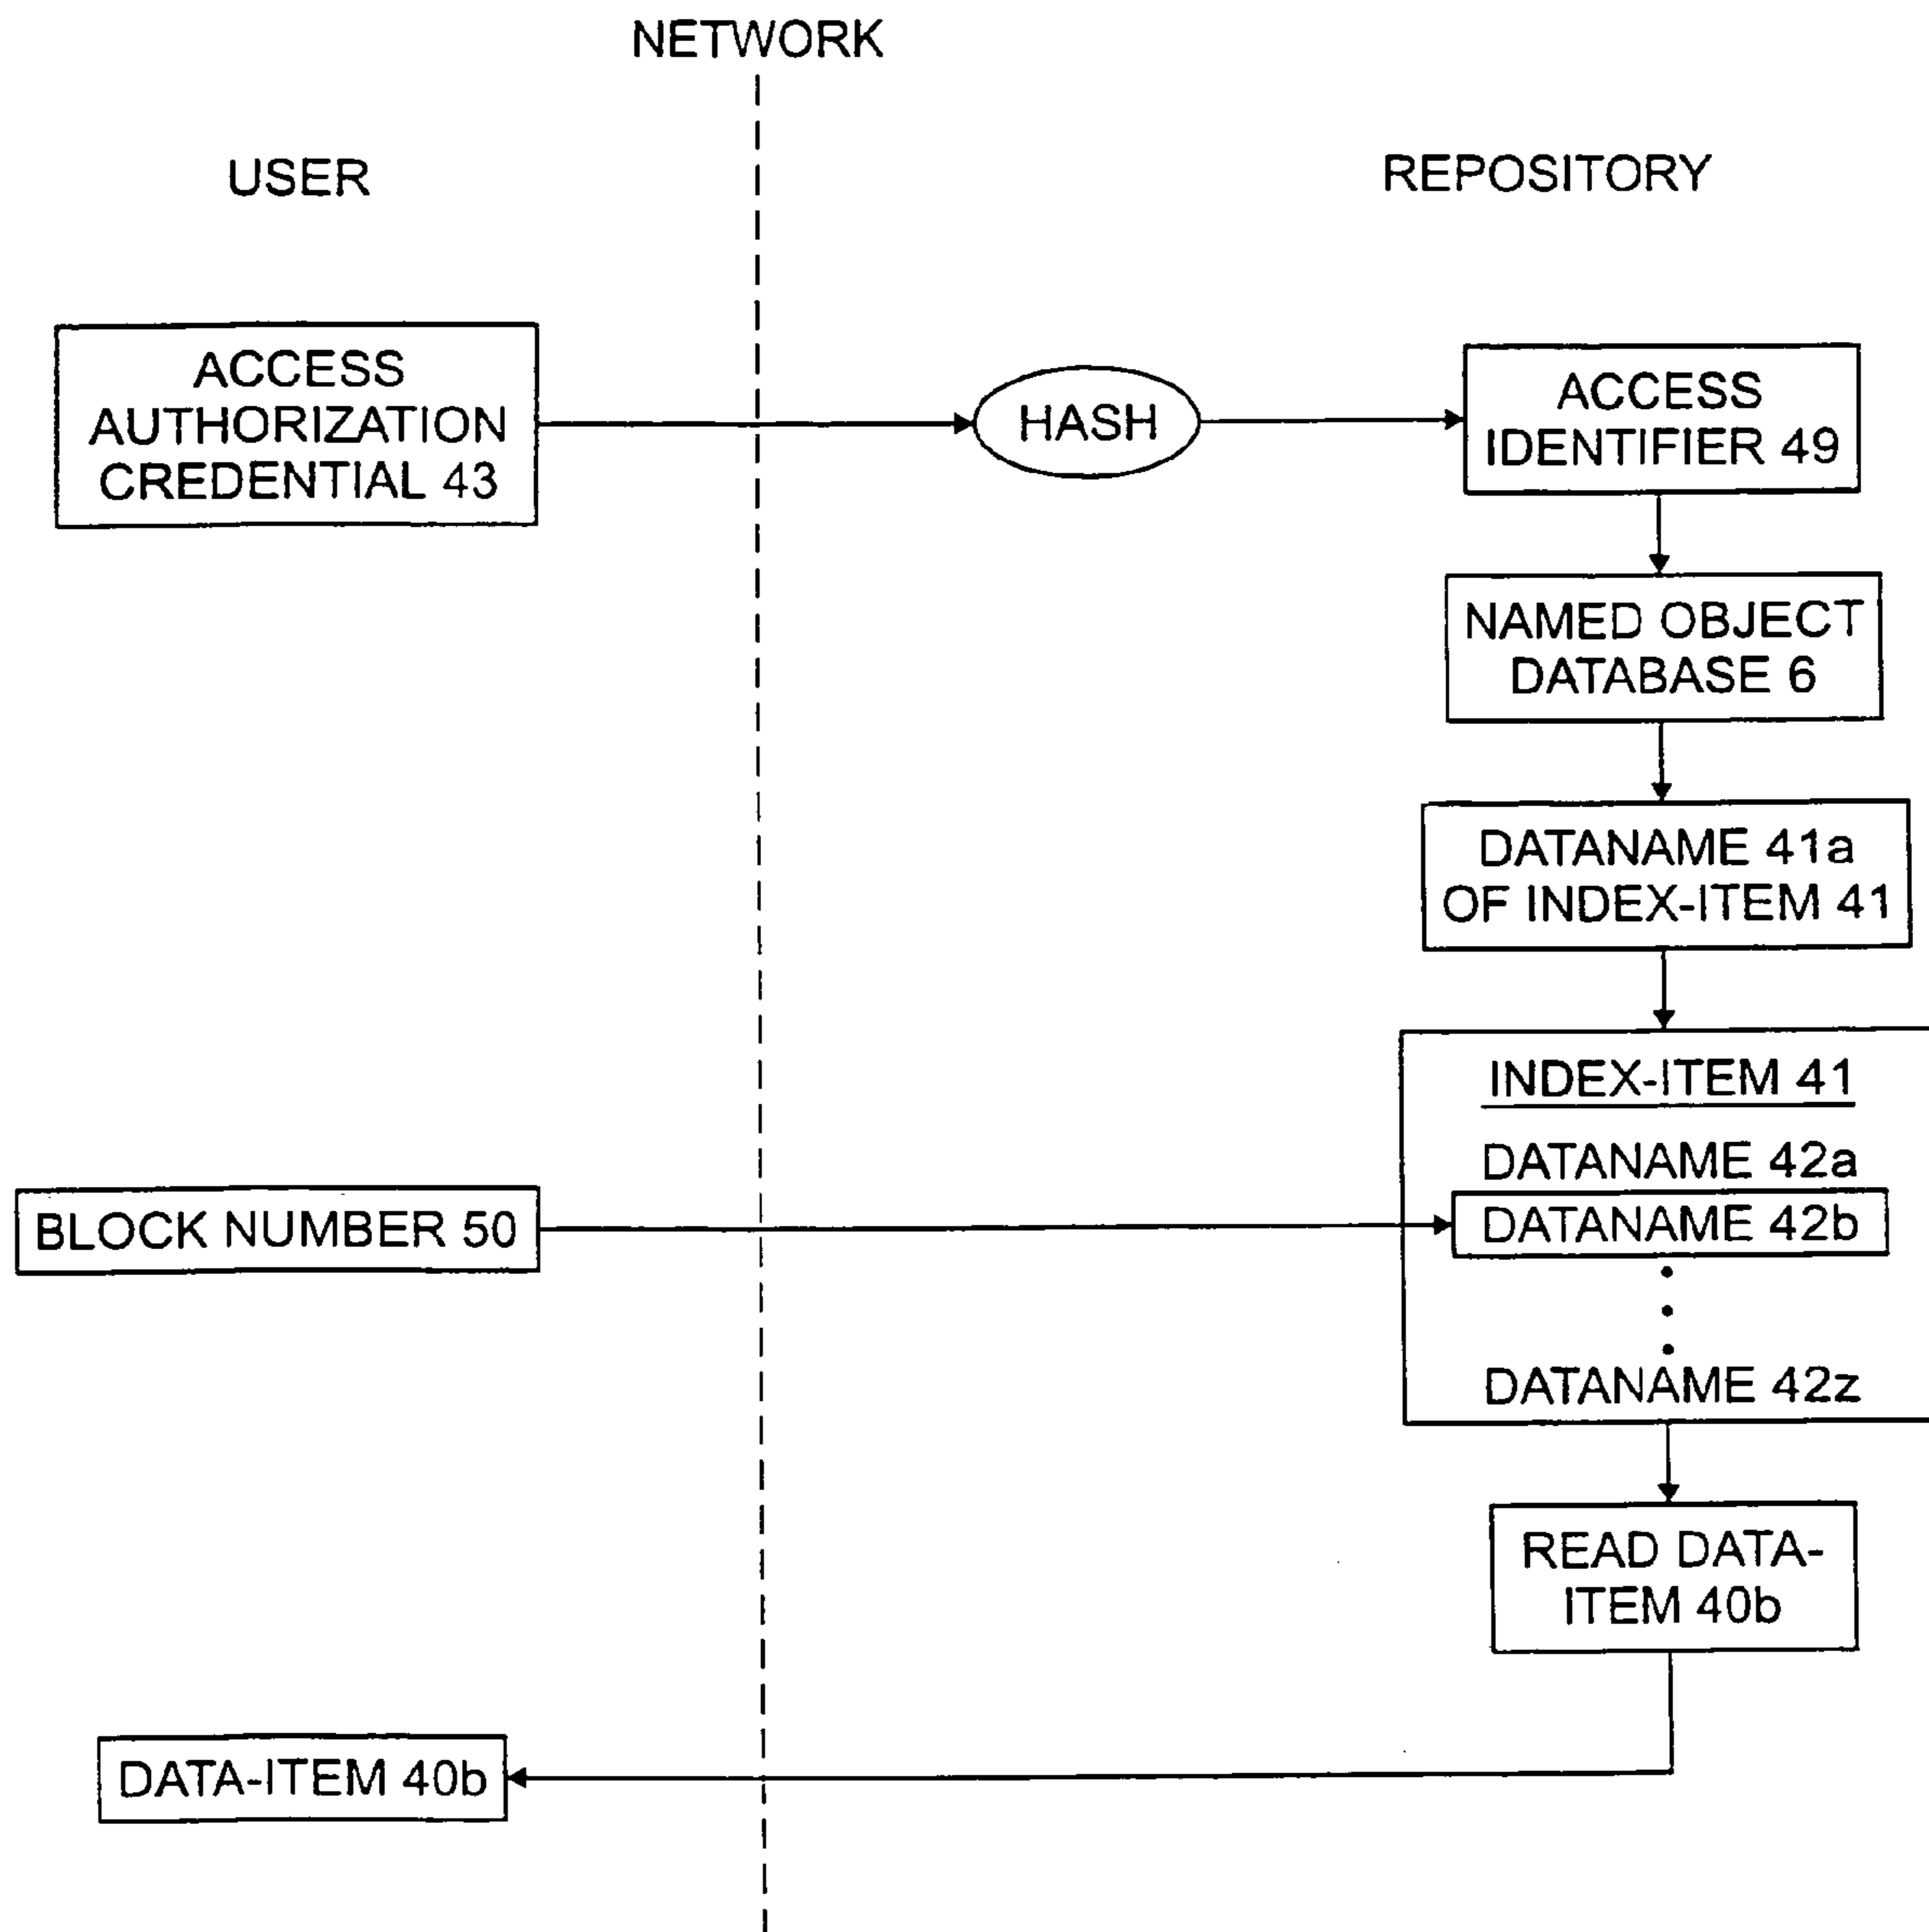 NETWORK
USER
REPOSITORY
ACCESS
AUTHORIZATION
CREDENTIAL 43
HASH
ACCESS
IDENTIFIER 49
NAMED OBJECT
DATABASE 6
DATANAME 41a
OF INDEX-ITEM 41
INDEX-ITEM 41
DATANAME 42a
BLOCK NUMBER 50
DATANAME 42b
DATANAME 42z
READ DATA-
ITEM 40b
DATA-ITEM 40b